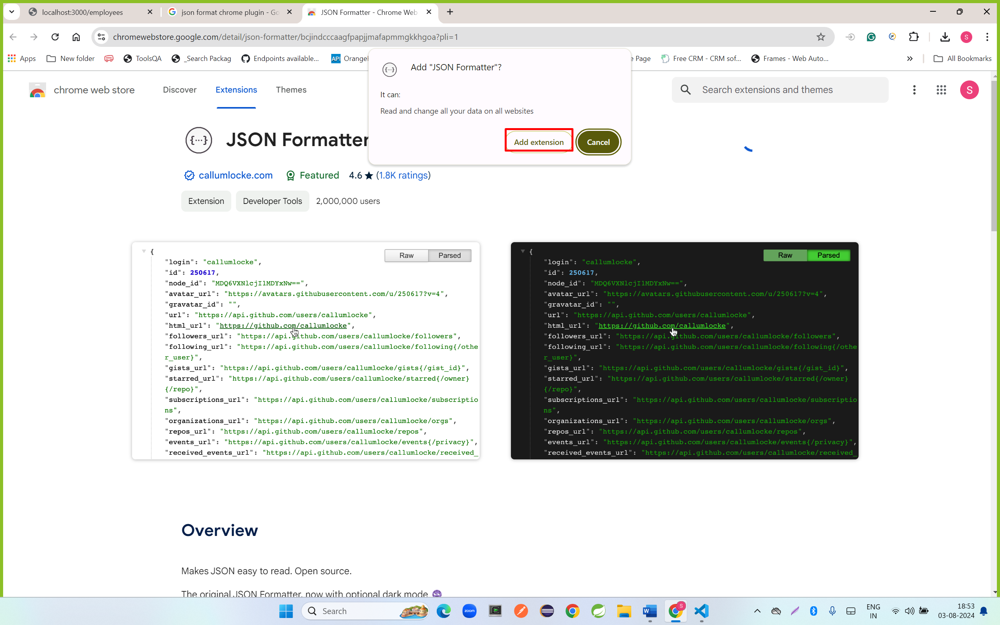 localhost:3000/employees
json format chrome plugin - Go
JSON Formatter - Chrome Web
chromewebstore.google.com/detail/json-formatter/bcjindcccaagfpapjjmafapmmgkkhgoa?pli=1
G
S
Apps
New folder
ToolsQA
_Search Packag
Endpoints available...
API
OrangeH
e Page
Free CRM - CRM sof...
Frames - Web Auto...
All Bookmarks
Add "JSON Formatter"?
It can:
Read and change all your data on all websites
Add extension
Cancel
chrome web store
Discover
Extensions
Themes
Search extensions and themes
S
JSON Formatter
callumlocke.com
Featured
4.6 ★ (1.8K ratings)
Extension
Developer Tools
2,000,000 users
{
Raw
Parsed
"login": "callumlocke",
"id": 250617,
"node_id": "MDQ6VXNlcjI1MDYxNw==",
"avatar_url": "https://avatars.githubusercontent.com/u/250617?v=4",
"gravatar_id": "",
"url": "https://api.github.com/users/callumlocke",
"html_url": "https://github.com/callumlocke",
"followers_url": "https://api.github.com/users/callumlocke/followers",
"following_url": "https://api.github.com/users/callumlocke/following{/othe
r_user}",
"gists_url": "https://api.github.com/users/callumlocke/gists{/gist_id}",
"starred_url": "https://api.github.com/users/callumlocke/starred{/owner}
{/repo}",
"subscriptions_url": "https://api.github.com/users/callumlocke/subscriptio
ns",
"organizations_url": "https://api.github.com/users/callumlocke/orgs",
"repos_url": "https://api.github.com/users/callumlocke/repos",
"events_url": "https://api.github.com/users/callumlocke/events{/privacy}",
"received_events_url": "https://api.github.com/users/callumlocke/received_
{
Raw
Parsed
"login": "callumlocke",
"id": 250617,
"node_id": "MDQ6VXNlcjI1MDYxNw==",
"avatar_url": "https://avatars.githubusercontent.com/u/250617?v=4",
"gravatar_id": "",
"url": "https://api.github.com/users/callumlocke",
"html_url": "https://github.com/callumlocke",
"followers_url": "https://api.github.com/users/callumlocke/followers",
"following_url": "https://api.github.com/users/callumlocke/following{/othe
r_user}",
"gists_url": "https://api.github.com/users/callumlocke/gists{/gist_id}",
"starred_url": "https://api.github.com/users/callumlocke/starred{/owner}
{/repo}",
"subscriptions_url": "https://api.github.com/users/callumlocke/subscriptio
ns",
"organizations_url": "https://api.github.com/users/callumlocke/orgs",
"repos_url": "https://api.github.com/users/callumlocke/repos",
"events_url": "https://api.github.com/users/callumlocke/events{/privacy}",
"received_events_url": "https://api.github.com/users/callumlocke/received_
Overview
Makes JSON easy to read. Open source.
The original JSON Formatter, now with optional dark mode
Search
zoom
W
S
ENG
IN
18:53
03-08-2024